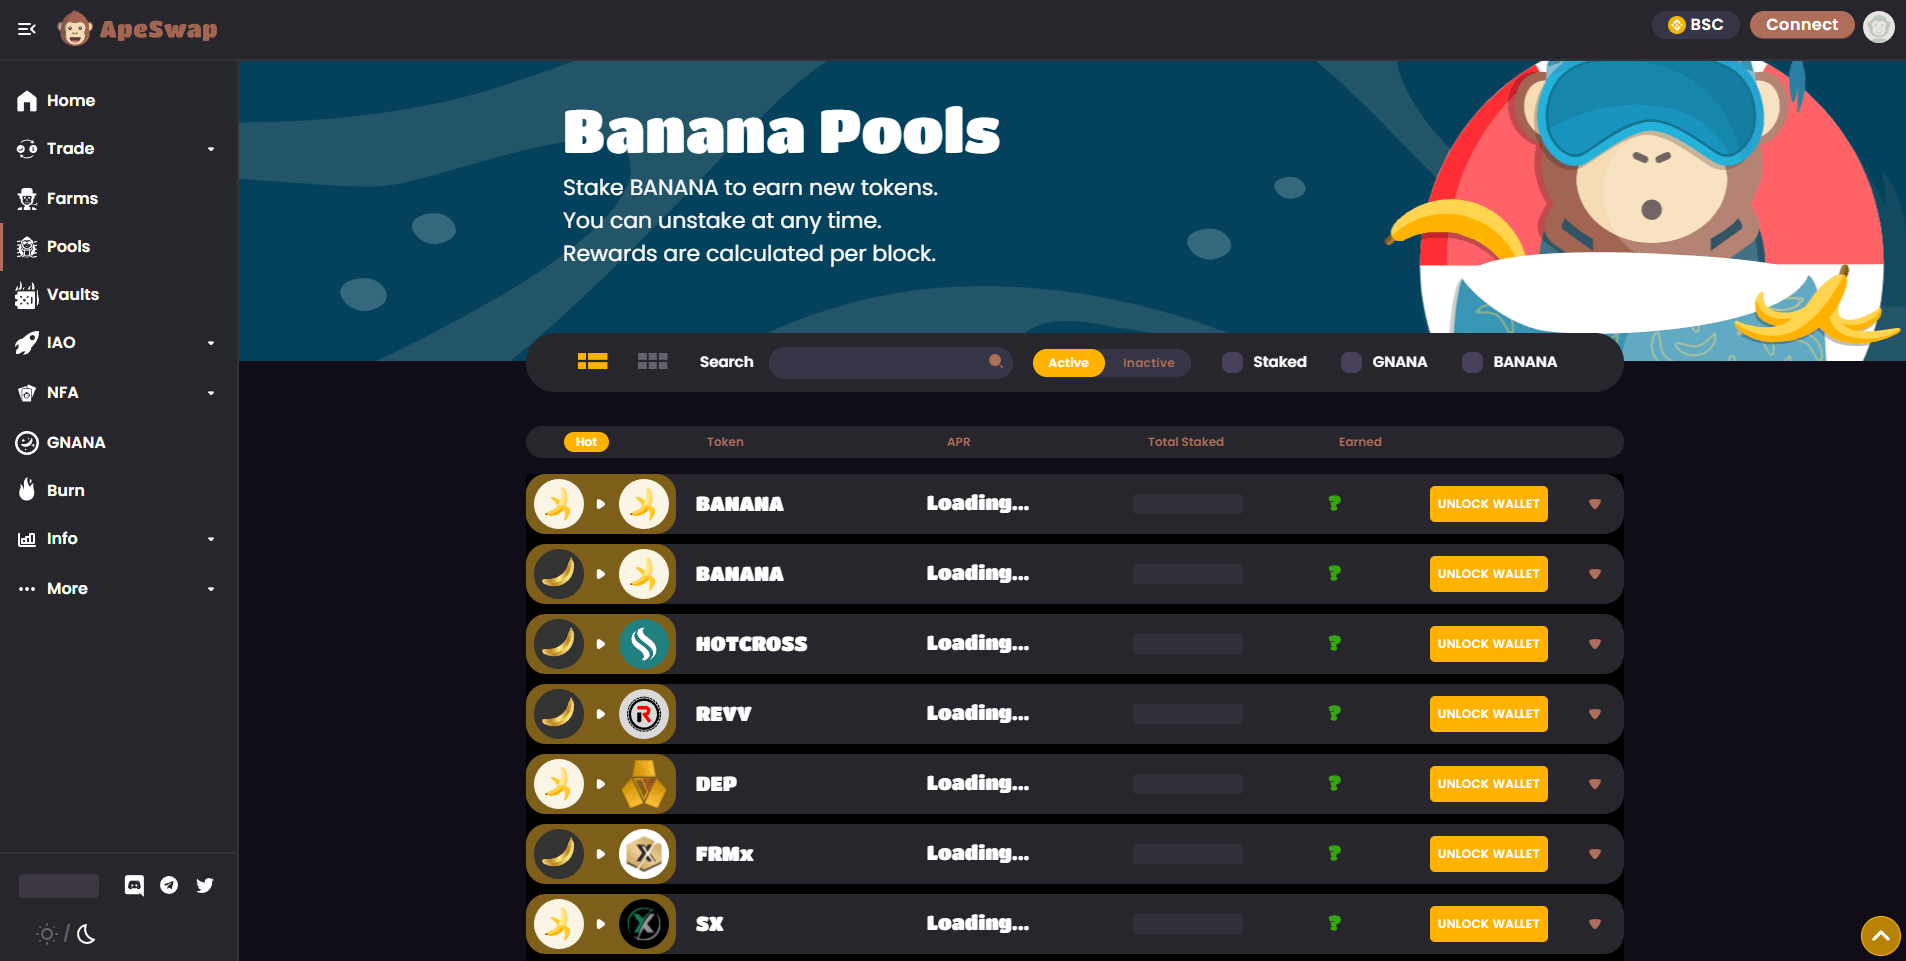 ApeSwap
BSC
Connect
Home
Trade
Farms
Pools
Vaults
IAO
NFA
GNANA
Burn
Info
More
Banana Pools
Stake BANANA to earn new tokens.
You can unstake at any time.
Rewards are calculated per block.
Search
Active Inactive
Staked
GNANA
BANANA
Hot Token APR Total Staked Earned
BANANA Loading... ? UNLOCK WALLET
BANANA Loading... ? UNLOCK WALLET
HOTCROSS Loading... ? UNLOCK WALLET
REVV Loading... ? UNLOCK WALLET
DEP Loading... ? UNLOCK WALLET
FRMx Loading... ? UNLOCK WALLET
SX Loading... ? UNLOCK WALLET
/